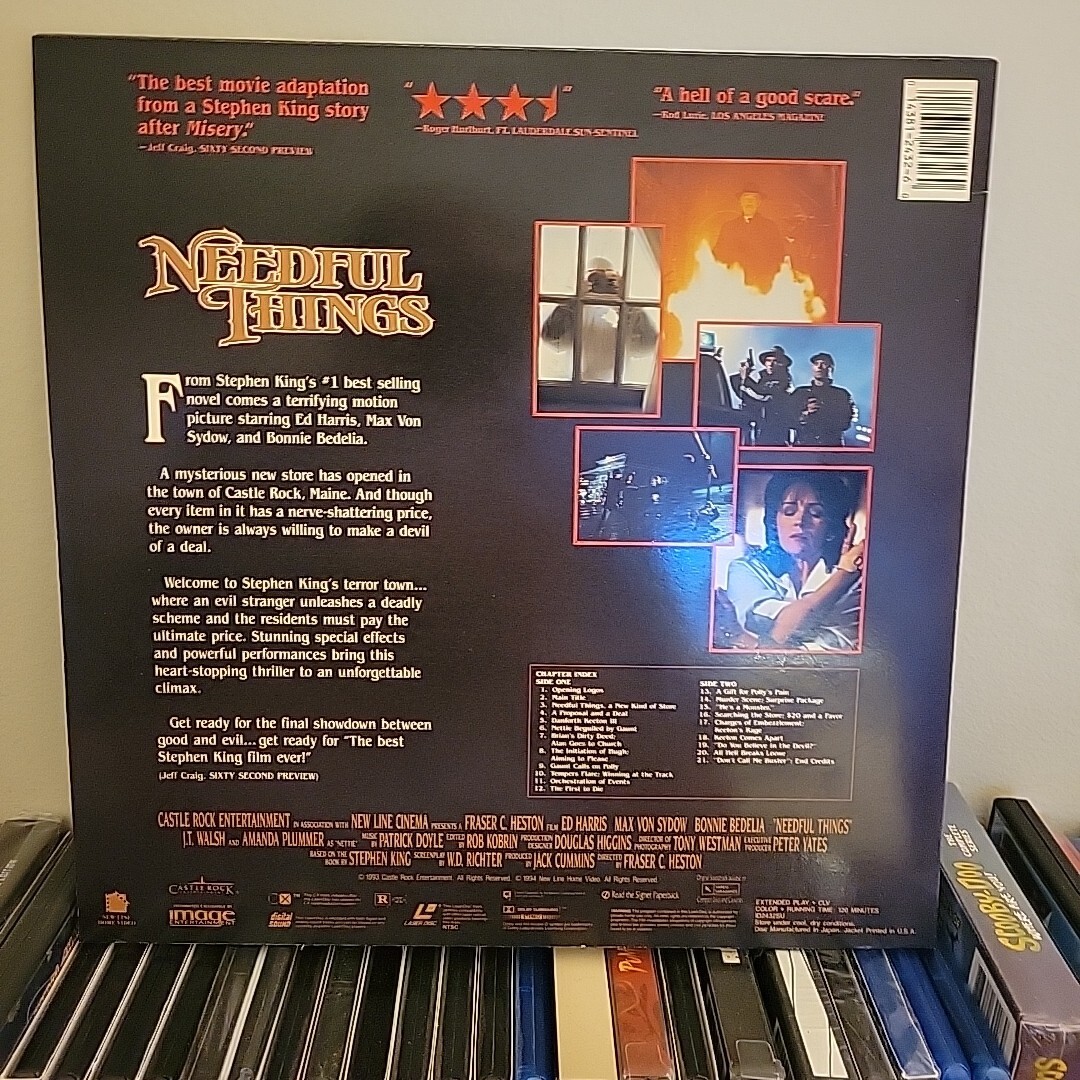 "The best movie adaptation
from a Stephen King story
after Misery."
—Jeff Craig, SIXTY SECOND PREVIEW
—Roger Hurlburt, FT. LAUDERDALE SUN-SENTINEL
"A hell of a good scare."
—Rod Lurie, LOS ANGELES MAGAZINE
NEEDFUL
THINGS
From Stephen King's #1 best selling
novel comes a terrifying motion
picture starring Ed Harris, Max Von
Sydow, and Bonnie Bedelia.
A mysterious new store has opened in
the town of Castle Rock, Maine. And though
every item in it has a nerve-shattering price,
the owner is always willing to make a devil
of a deal.
Welcome to Stephen King's terror town...
where an evil stranger unleashes a deadly
scheme and the residents must pay the
ultimate price. Stunning special effects
and powerful performances bring this
heart-stopping thriller to an unforgettable
climax.
Get ready for the final showdown between
good and evil...get ready for "The best
Stephen King film ever!"
(Jeff Craig, SIXTY SECOND PREVIEW)
CHAPTER INDEX
SIDE ONE
1. Opening Logos
2. Main Title
3. Needful Things, a New Kind of Store
4. A Proposal and a Deal
5. Danforth Keeton III
6. Nettie Beguiled by Gaunt
7. Brian's Dirty Deed;
Alan Goes to Church
8. The Initiation of Hugh;
Aiming to Please
9. Gaunt Calls on Polly
10. Tempers Flare; Winning at the Track
11. Orchestration of Events
12. The First to Die
SIDE TWO
13. A Gift for Polly's Pain
14. Murder Scene; Surprise Package
15. "He's a Monster."
16. Searching the Store; $20 and a Favor
17. Charges of Embezzlement;
Keeton's Rage
18. Keeton Comes Apart
19. "Do You Believe in the Devil?"
20. All Hell Breaks Loose
21. "Don't Call Me Buster"; End Credits
CASTLE ROCK ENTERTAINMENT IN ASSOCIATION WITH NEW LINE CINEMA PRESENTS A FRASER C. HESTON FILM ED HARRIS MAX VON SYDOW BONNIE BEDELIA "NEEDFUL THINGS"
J.T. WALSH AND AMANDA PLUMMER AS "NETTIE" MUSIC BY PATRICK DOYLE EDITED BY ROB KOBRIN PRODUCTION DESIGNER DOUGLAS HIGGINS DIRECTOR OF PHOTOGRAPHY TONY WESTMAN EXECUTIVE PRODUCER PETER YATES
BASED ON THE BOOK BY STEPHEN KING SCREENPLAY BY W.D. RICHTER PRODUCED BY JACK CUMMINS DIRECTED BY FRASER C. HESTON
© 1993 Castle Rock Entertainment. All Rights Reserved. © 1994 New Line Home Video. All Rights Reserved.
CASTLE ROCK
ENTERTAINMENT
NEW LINE
HOME VIDEO
image
ENTERTAINMENT
digital
SOUND
R
LASER DISC
NTSC
Read the Signet Paperback
EXTENDED PLAY • CLV
COLOR • RUNNING TIME: 120 MINUTES
ID2432SU
Store under cool, dry conditions.
Disc Manufactured in Japan. Jacket Printed in U.S.A.
0 14381-2432-6
SCOOBY-DOO
THE COMPLETE
SERIES